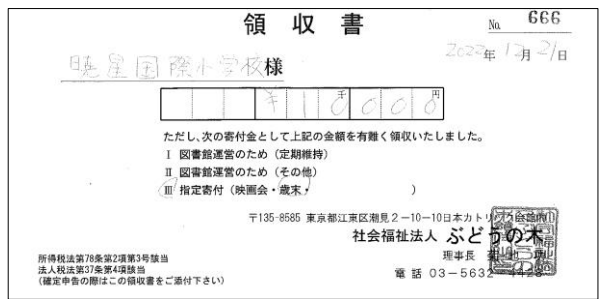 領収書
No. 666
2022年12月21日
暁星国際小学校様
¥10千000円
ただし、次の寄付金として上記の金額を有難く領収いたしました。
Ⅰ 図書館運営のため（定期維持）
Ⅱ 図書館運営のため（その他）
Ⅲ 指定寄付（映画会・歳末・　　　）
〒135-8585 東京都江東区潮見2-10-10日本カトリック会館内
社会福祉法人 ぶどうの木
理事長
電話 03-5632-4428
所得税法第78条第2項第3号該当
法人税法第37条第4項該当
(確定申告の際はこの領収書をご添付下さい)